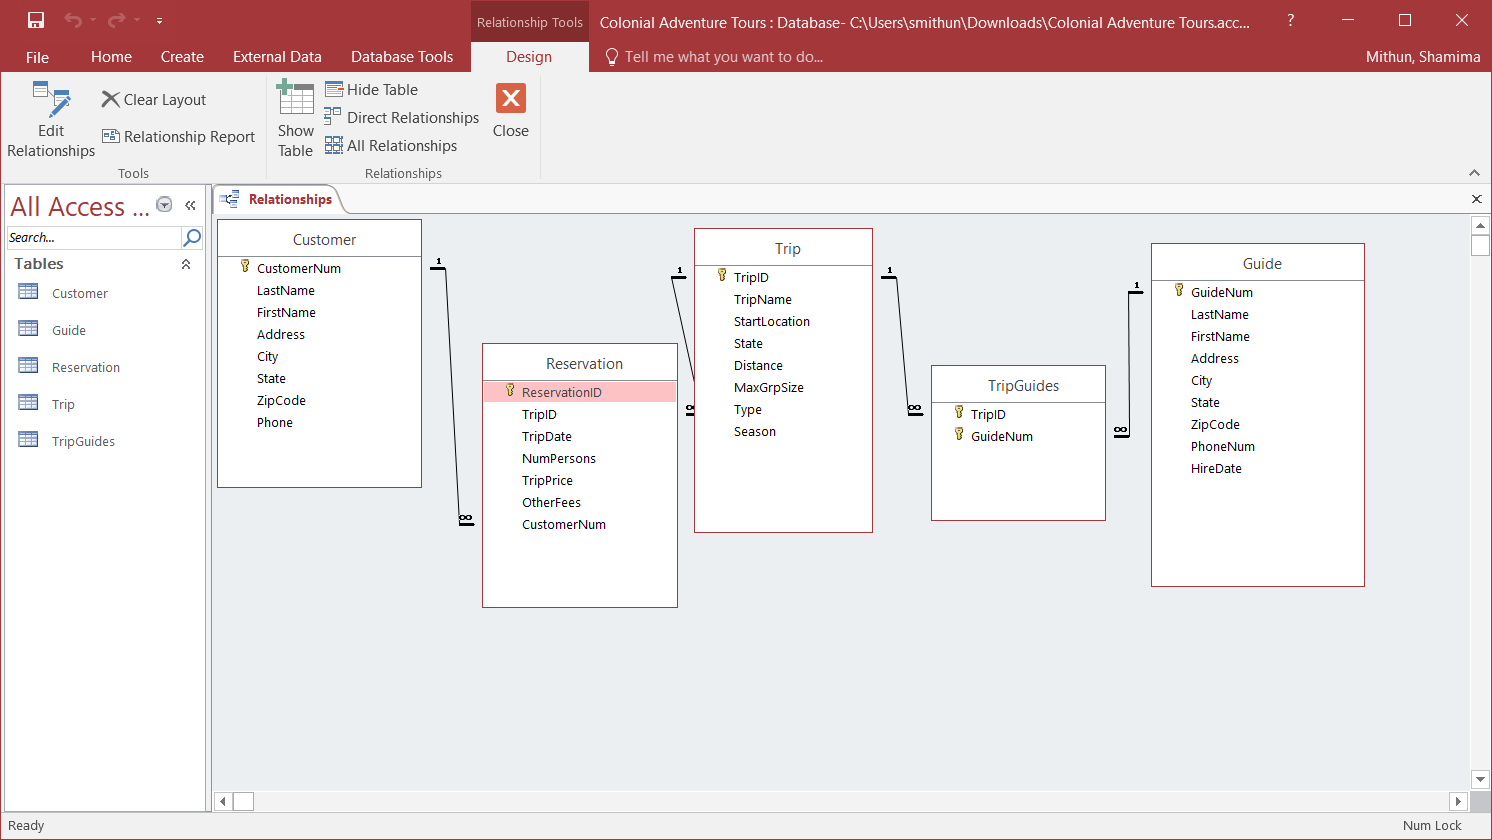 Relationship Tools
Colonial Adventure Tours : Database- C:\Users\smithun\Downloads\Colonial Adventure Tours.acc...
?
File
Home
Create
External Data
Database Tools
Design
Tell me what you want to do...
Mithun, Shamima
Edit
Relationships
Clear Layout
Relationship Report
Tools
Show
Table
Hide Table
Direct Relationships
All Relationships
Relationships
Close
All Access ...
Search...
Tables
Customer
Guide
Reservation
Trip
TripGuides
Relationships
Customer
CustomerNum
LastName
FirstName
Address
City
State
ZipCode
Phone
1
∞
Reservation
ReservationID
TripID
TripDate
NumPersons
TripPrice
OtherFees
CustomerNum
1
∞
Trip
TripID
TripName
StartLocation
State
Distance
MaxGrpSize
Type
Season
1
∞
TripGuides
TripID
GuideNum
1
∞
Guide
GuideNum
LastName
FirstName
Address
City
State
ZipCode
PhoneNum
HireDate
Ready
Num Lock